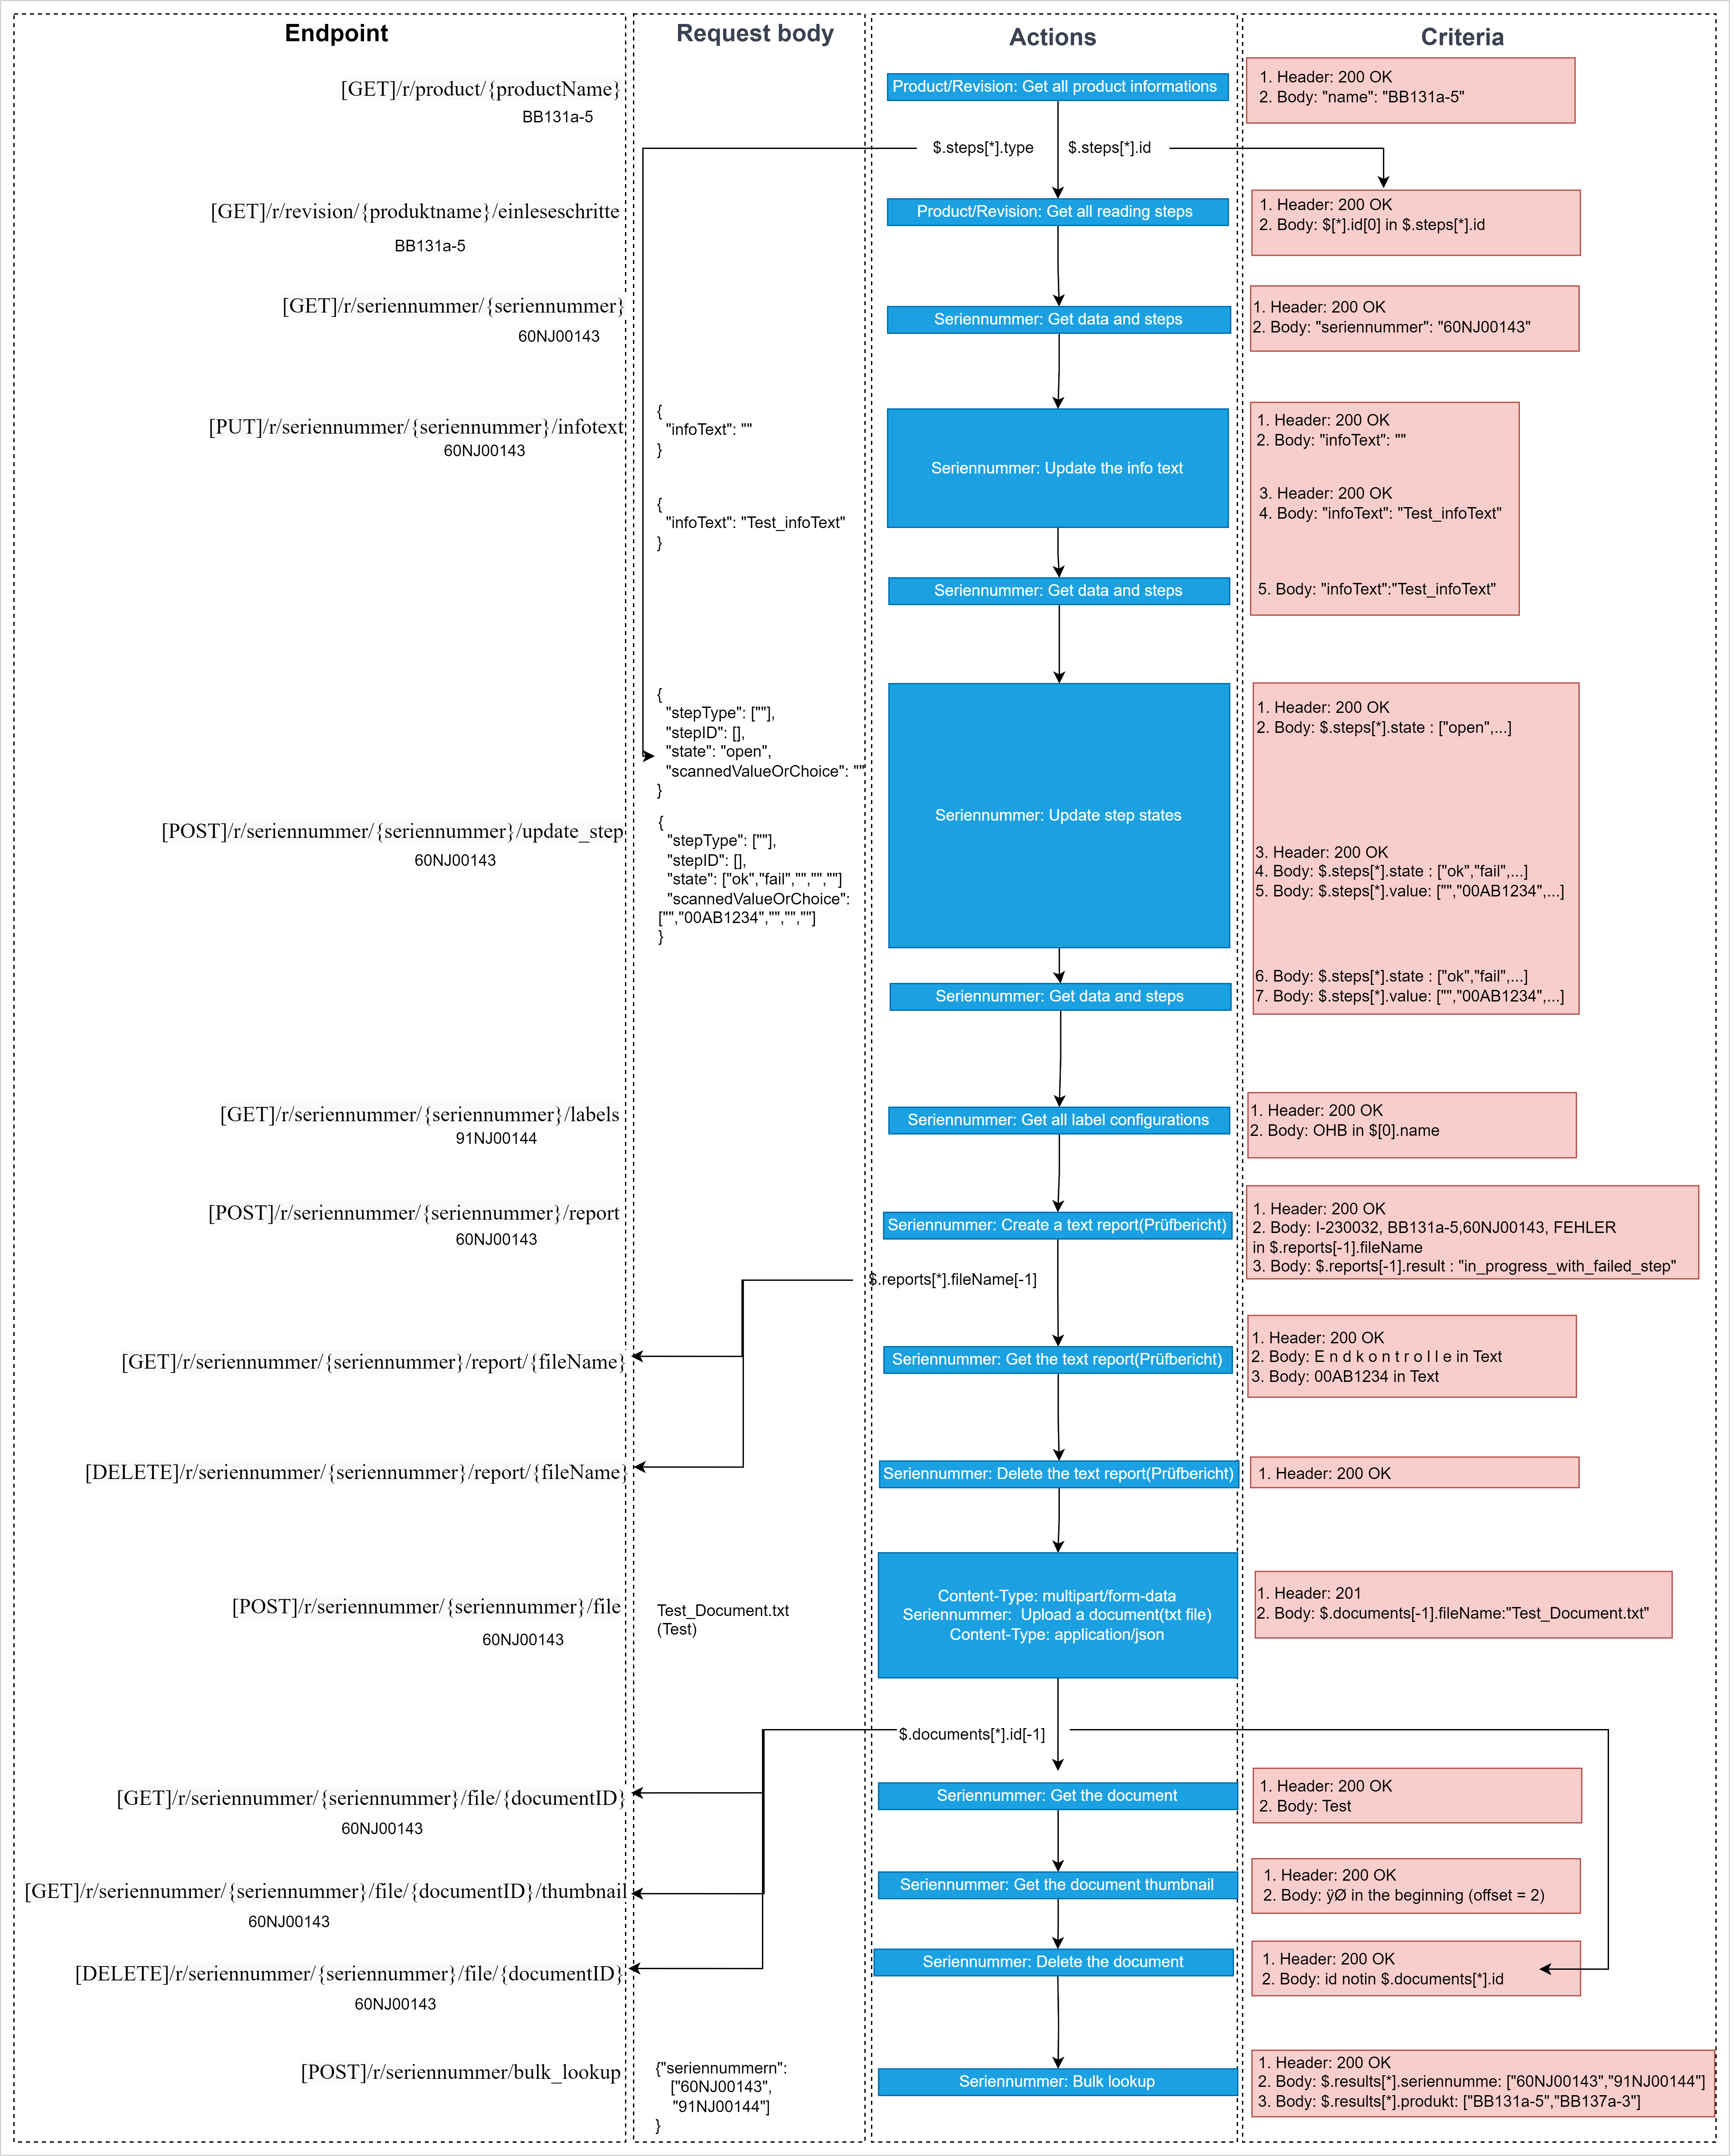 Endpoint
Request body
Actions
Criteria
[GET]/r/product/{productName}
BB131a-5
Product/Revision: Get all product informations
1. Header: 200 OK
2. Body: "name": "BB131a-5"
$.steps[*].type
$.steps[*].id
[GET]/r/revision/{produktname}/einleseschritte
BB131a-5
Product/Revision: Get all reading steps
1. Header: 200 OK
2. Body: $[*].id[0] in $.steps[*].id
[GET]/r/seriennummer/{seriennummer}
60NJ00143
Seriennummer: Get data and steps
1. Header: 200 OK
2. Body: "seriennummer": "60NJ00143"
[PUT]/r/seriennummer/{seriennummer}/infotext
60NJ00143
{
"infoText": ""
}
{
"infoText": "Test_infoText"
}
Seriennummer: Update the info text
1. Header: 200 OK
2. Body: "infoText": ""
3. Header: 200 OK
4. Body: "infoText": "Test_infoText"
Seriennummer: Get data and steps
5. Body: "infoText":"Test_infoText"
[POST]/r/seriennummer/{seriennummer}/update_step
60NJ00143
{
"stepType": [""],
"stepID": [],
"state": "open",
"scannedValueOrChoice": ""
}
{
"stepType": [""],
"stepID": [],
"state": ["ok","fail","","",""]
"scannedValueOrChoice":
["","00AB1234","","",""]
}
Seriennummer: Update step states
1. Header: 200 OK
2. Body: $.steps[*].state : ["open",...]
3. Header: 200 OK
4. Body: $.steps[*].state : ["ok","fail",...]
5. Body: $.steps[*].value: ["","00AB1234",...]
Seriennummer: Get data and steps
6. Body: $.steps[*].state : ["ok","fail",...]
7. Body: $.steps[*].value: ["","00AB1234",...]
[GET]/r/seriennummer/{seriennummer}/labels
91NJ00144
Seriennummer: Get all label configurations
1. Header: 200 OK
2. Body: OHB in $[0].name
[POST]/r/seriennummer/{seriennummer}/report
60NJ00143
Seriennummer: Create a text report(Prüfbericht)
1. Header: 200 OK
2. Body: I-230032, BB131a-5,60NJ00143, FEHLER
in $.reports[-1].fileName
3. Body: $.reports[-1].result : "in_progress_with_failed_step"
$.reports[*].fileName[-1]
[GET]/r/seriennummer/{seriennummer}/report/{fileName}
Seriennummer: Get the text report(Prüfbericht)
1. Header: 200 OK
2. Body: E n d k o n t r o l l e in Text
3. Body: 00AB1234 in Text
[DELETE]/r/seriennummer/{seriennummer}/report/{fileName}
Seriennummer: Delete the text report(Prüfbericht)
1. Header: 200 OK
[POST]/r/seriennummer/{seriennummer}/file
60NJ00143
Test_Document.txt
(Test)
Content-Type: multipart/form-data
Seriennummer: Upload a document(txt file)
Content-Type: application/json
1. Header: 201
2. Body: $.documents[-1].fileName:"Test_Document.txt"
$.documents[*].id[-1]
[GET]/r/seriennummer/{seriennummer}/file/{documentID}
60NJ00143
Seriennummer: Get the document
1. Header: 200 OK
2. Body: Test
[GET]/r/seriennummer/{seriennummer}/file/{documentID}/thumbnail
60NJ00143
Seriennummer: Get the document thumbnail
1. Header: 200 OK
2. Body: ÿØ in the beginning (offset = 2)
[DELETE]/r/seriennummer/{seriennummer}/file/{documentID}
60NJ00143
Seriennummer: Delete the document
1. Header: 200 OK
2. Body: id notin $.documents[*].id
[POST]/r/seriennummer/bulk_lookup
{"seriennummern":
["60NJ00143",
"91NJ00144"]
}
Seriennummer: Bulk lookup
1. Header: 200 OK
2. Body: $.results[*].seriennumme: ["60NJ00143","91NJ00144"]
3. Body: $.results[*].produkt: ["BB131a-5","BB137a-3"]